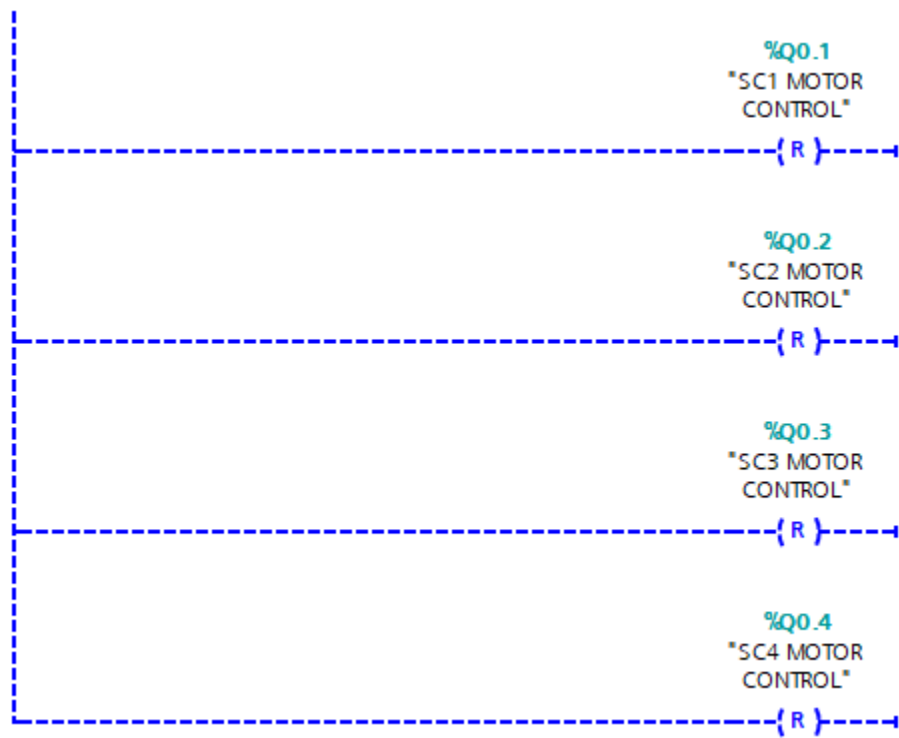 %Q0.1
"SC1 MOTOR
CONTROL"
( R )
%Q0.2
"SC2 MOTOR
CONTROL"
( R )
%Q0.3
"SC3 MOTOR
CONTROL"
( R )
%Q0.4
"SC4 MOTOR
CONTROL"
( R )